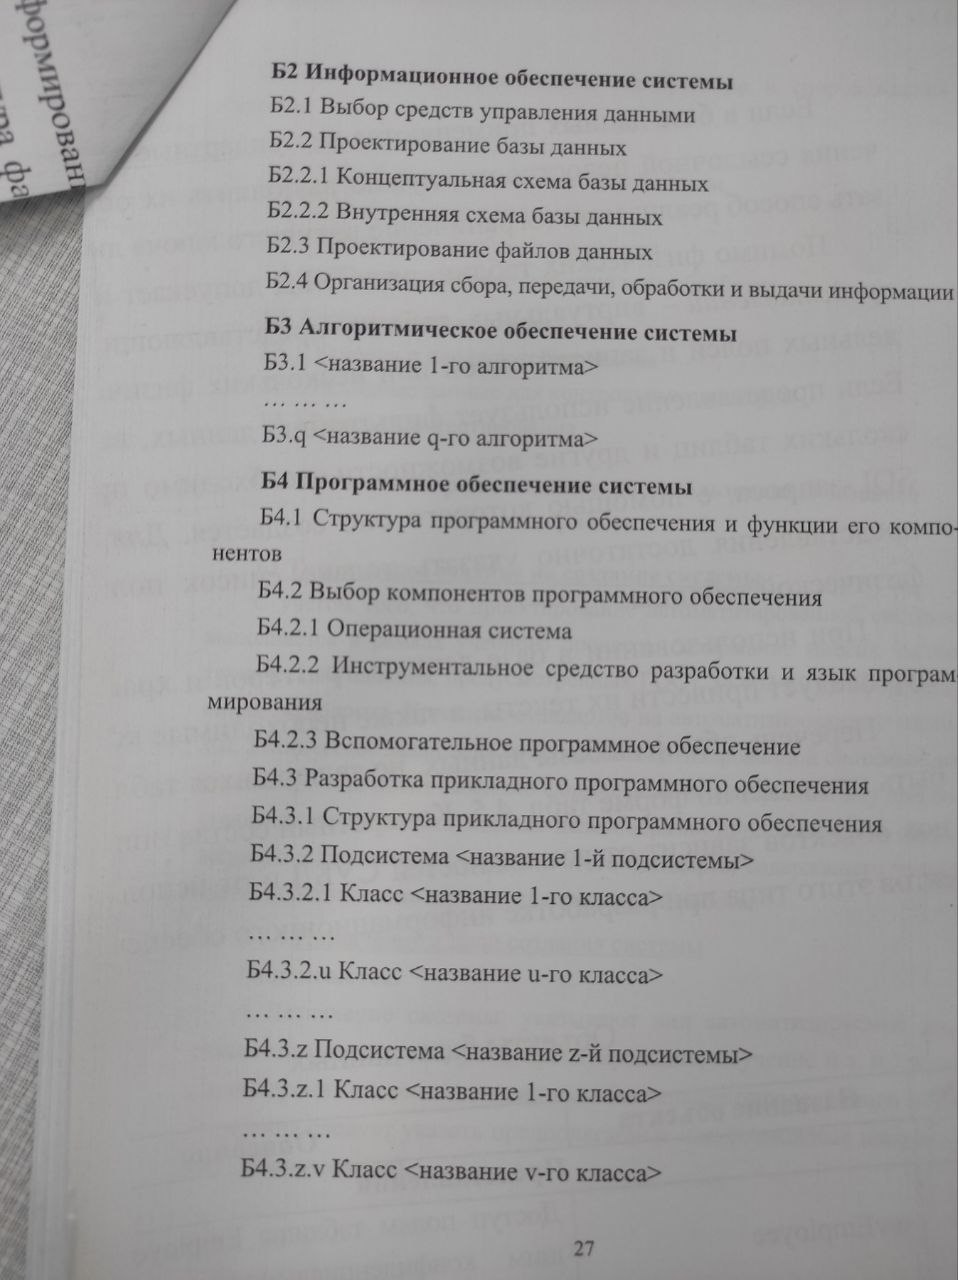 формирован
ра фа
Б2 Информационное обеспечение системы
Б2.1 Выбор средств управления данными
Б2.2 Проектирование базы данных
Б2.2.1 Концептуальная схема базы данных
Б2.2.2 Внутренняя схема базы данных
Б2.3 Проектирование файлов данных
Б2.4 Организация сбора, передачи, обработки и выдачи информации
Б3 Алгоритмическое обеспечение системы
Б3.1 <название 1-го алгоритма>
... ... ...
Б3.q <название q-го алгоритма>
Б4 Программное обеспечение системы
Б4.1 Структура программного обеспечения и функции его компо-
нентов
Б4.2 Выбор компонентов программного обеспечения
Б4.2.1 Операционная система
Б4.2.2 Инструментальное средство разработки и язык програм-
мирования
Б4.2.3 Вспомогательное программное обеспечение
Б4.3 Разработка прикладного программного обеспечения
Б4.3.1 Структура прикладного программного обеспечения
Б4.3.2 Подсистема <название 1-й подсистемы>
Б4.3.2.1 Класс <название 1-го класса>
... ... ...
Б4.3.2.u Класс <название u-го класса>
... ... ...
Б4.3.z Подсистема <название z-й подсистемы>
Б4.3.z.1 Класс <название 1-го класса>
... ... ...
Б4.3.z.v Класс <название v-го класса>
27